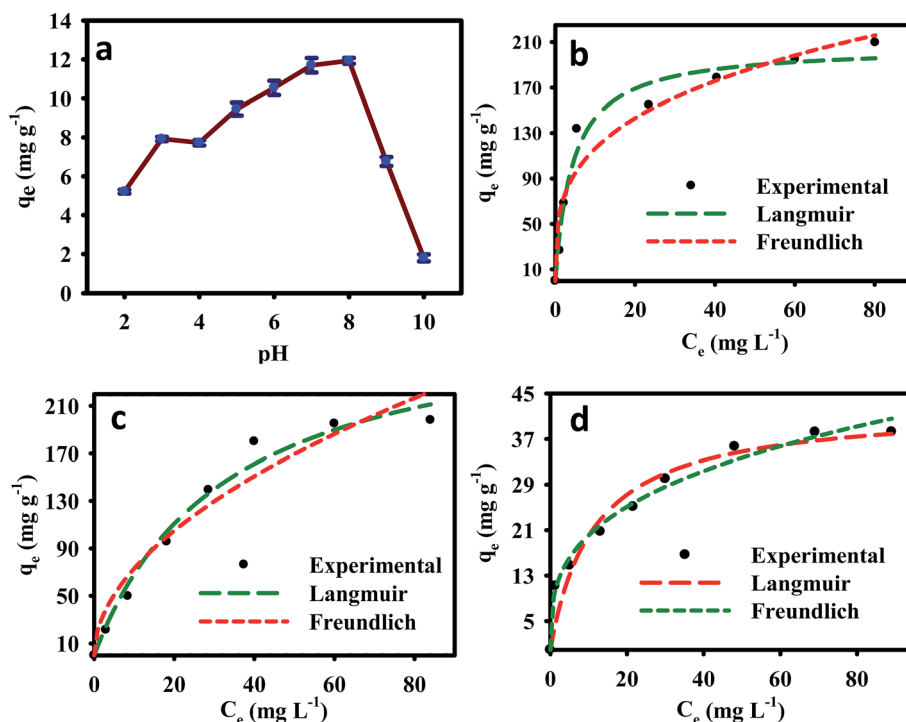 a
14
12
10
8
6
4
2
0
qe (mg g-1)
2 4 6 8 10
pH
b
210
170
130
90
50
10
qe (mg g-1)
Experimental
Langmuir
Freundlich
0 20 40 60 80
Ce (mg L-1)
c
210
170
130
90
50
10
qe (mg g-1)
Experimental
Langmuir
Freundlich
0 20 40 60 80
Ce (mg L-1)
d
45
37
29
21
13
5
qe (mg g-1)
Experimental
Langmuir
Freundlich
0 20 40 60 80
Ce (mg L-1)